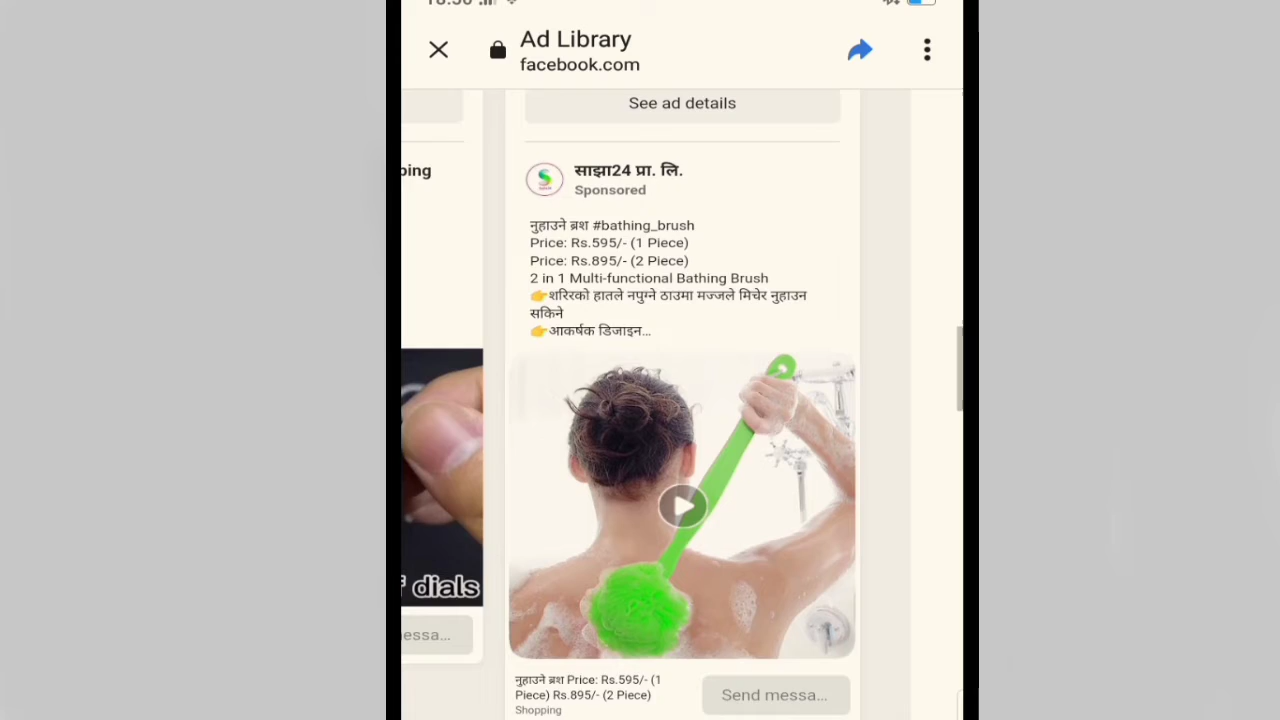 Ad Library
facebook.com
See ad details
ping
साझा24 प्रा. लि.
Sponsored
नुहाउने ब्रश #bathing_brush
Price: Rs.595/- (1 Piece)
Price: Rs.895/- (2 Piece)
2 in 1 Multi-functional Bathing Brush
👉शरिरको हातले नपुग्ने ठाउमा मज्जले मिचेर नुहाउन
सकिने
👉आकर्षक डिजाइन...
dials
essa...
नुहाउने ब्रश Price: Rs.595/- (1
Piece) Rs.895/- (2 Piece)
Shopping
Send messa...